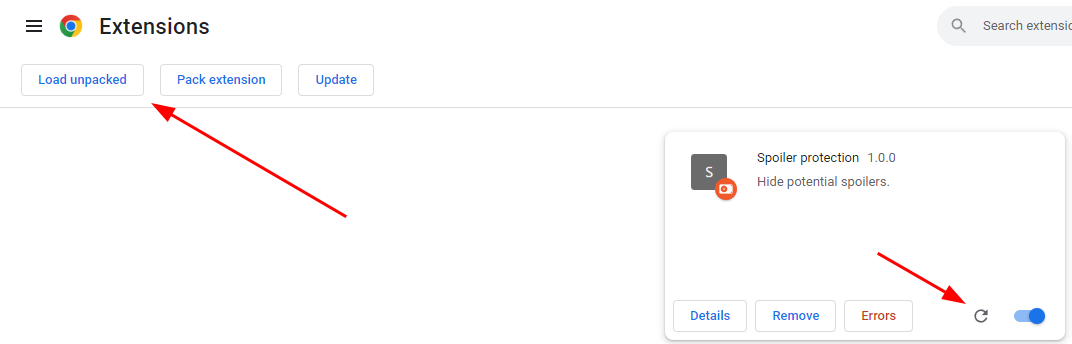 Extensions
Search extensio
Load unpacked
Pack extension
Update
Spoiler protection 1.0.0
S
Hide potential spoilers.
Details
Remove
Errors